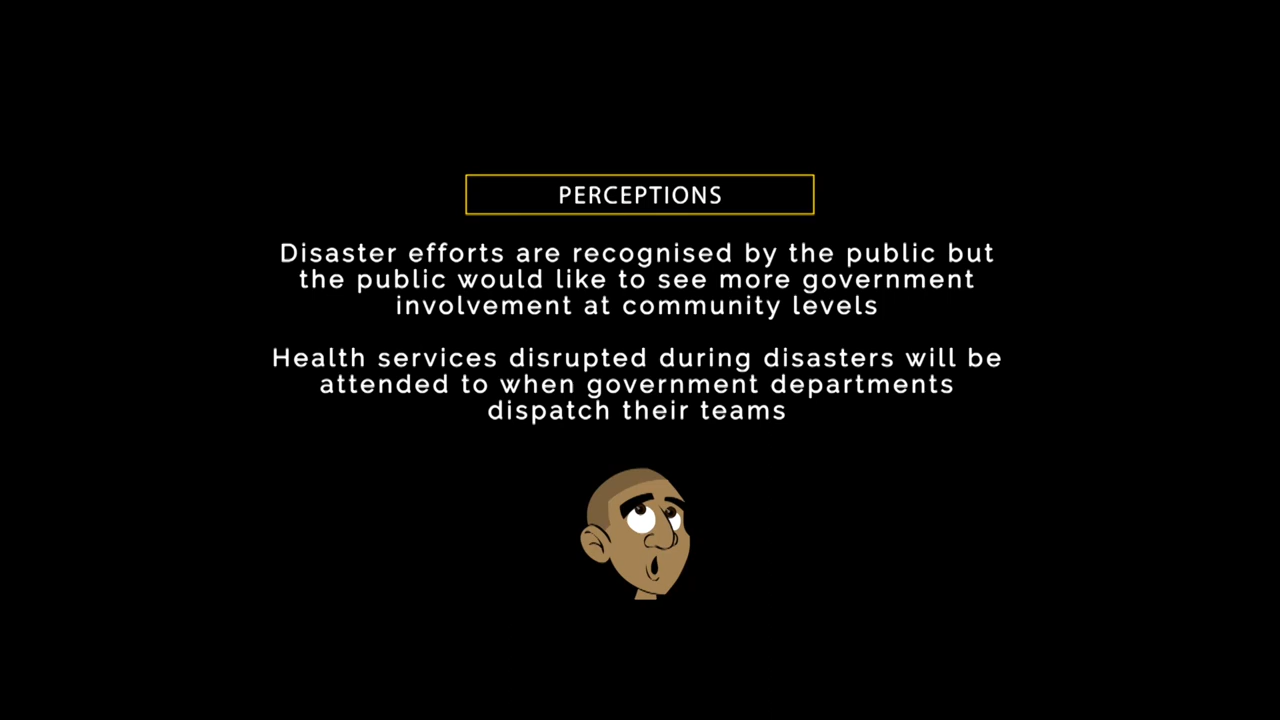 PERCEPTIONS
Disaster efforts are recognised by the public but
the public would like to see more government
involvement at community levels
Health services disrupted during disasters will be
attended to when government departments
dispatch their teams